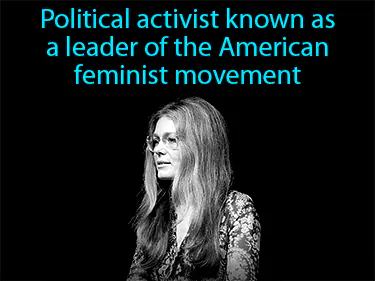 Political activist known as
a leader of the American
feminist movement